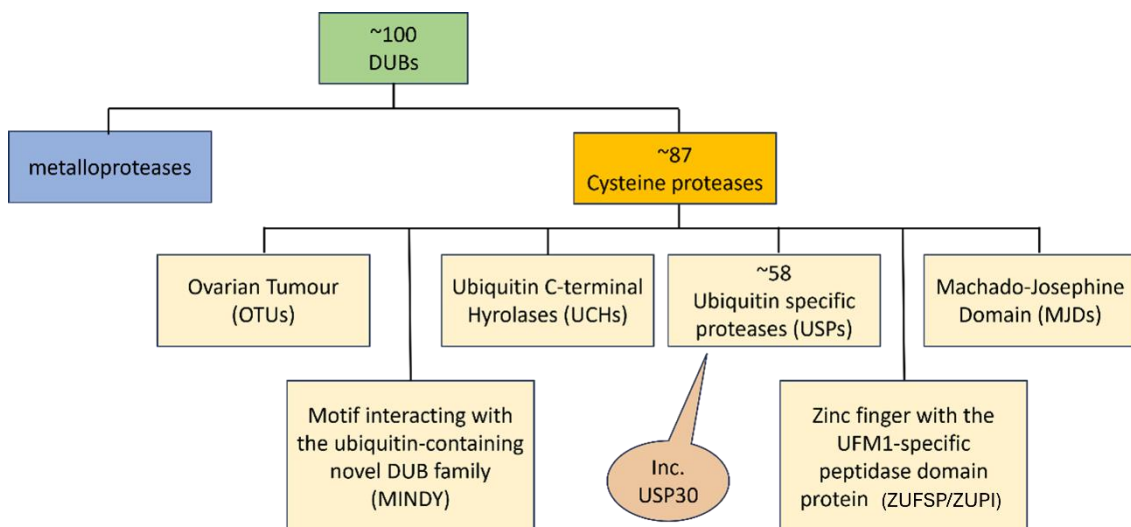 ~100
DUBs
metalloproteases
~87
Cysteine proteases
Ovarian Tumour
(OTUs)
Ubiquitin C-terminal
Hyrolases (UCHs)
~58
Ubiquitin specific
proteases (USPs)
Machado-Josephine
Domain (MJDs)
Motif interacting with
the ubiquitin-containing
novel DUB family
(MINDY)
Inc.
USP30
Zinc finger with the
UFM1-specific
peptidase domain
protein (ZUFSP/ZUPI)